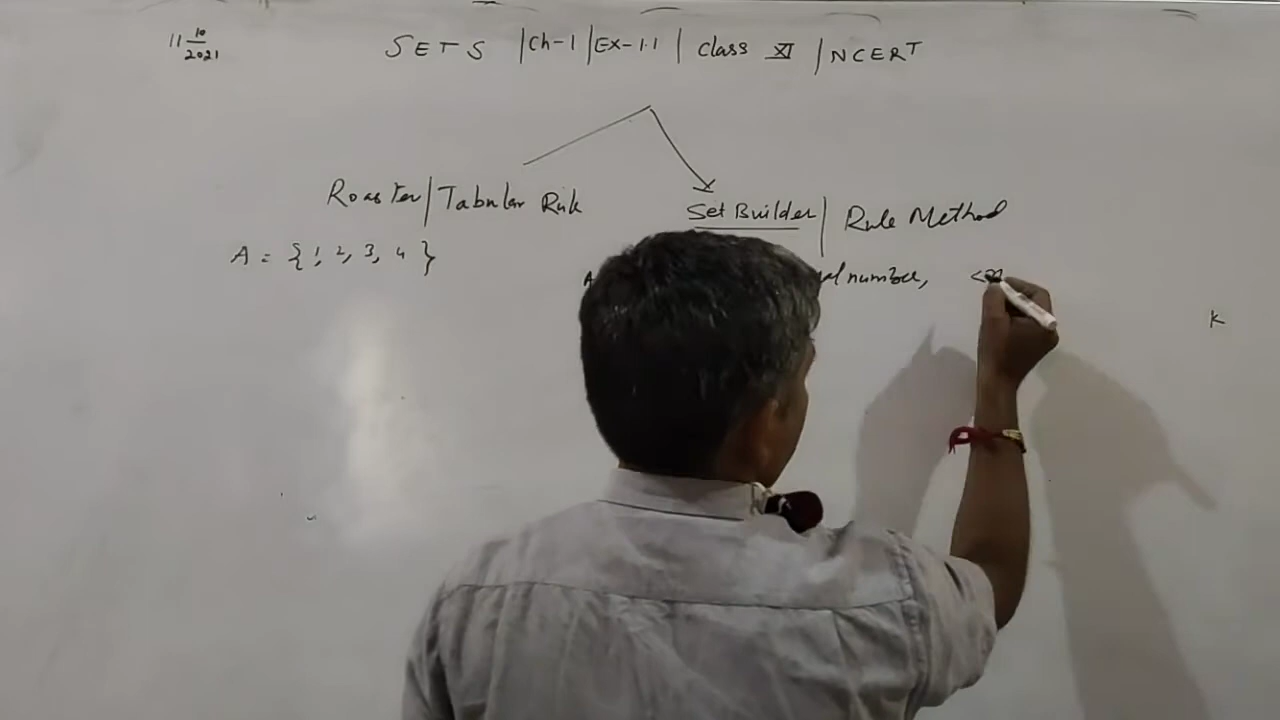 11 10/2021
SETS | Ch-1 | Ex-1.1 | Class XI | NCERT
Roaster/Tabular Rule
Set Builder | Rule Method
A = {1, 2, 3, 4}
A number, <
K